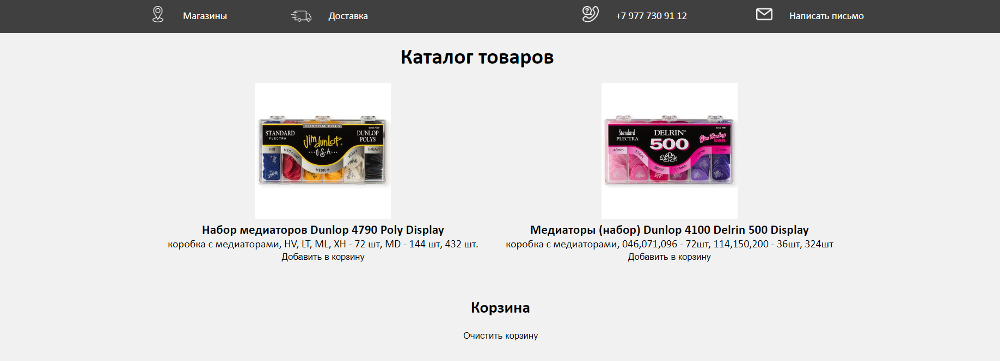 Магазины Доставка +7 977 730 91 12 Написать письмо
Каталог товаров
CUSTOM POLY
STANDARD
PLECTRA
Jim Dunlop
U.S.A.
DUNLOP
POLYS
THIN
MED-LIGHT
MEDIUM
HEAVY
X-HEAVY
Standard
PLECTRA
DELRIN
500
Jim Dunlop
USA
.46mm
.71mm
.96mm
1.14mm
1.5mm
2.0mm
Набор медиаторов Dunlop 4790 Poly Display
коробка с медиаторами, HV, LT, ML, XH - 72 шт, MD - 144 шт, 432 шт.
Добавить в корзину
Медиаторы (набор) Dunlop 4100 Delrin 500 Display
коробка с медиаторами, 046,071,096 - 72шт, 114,150,200 - 36шт, 324шт
Добавить в корзину
Корзина
Очистить корзину